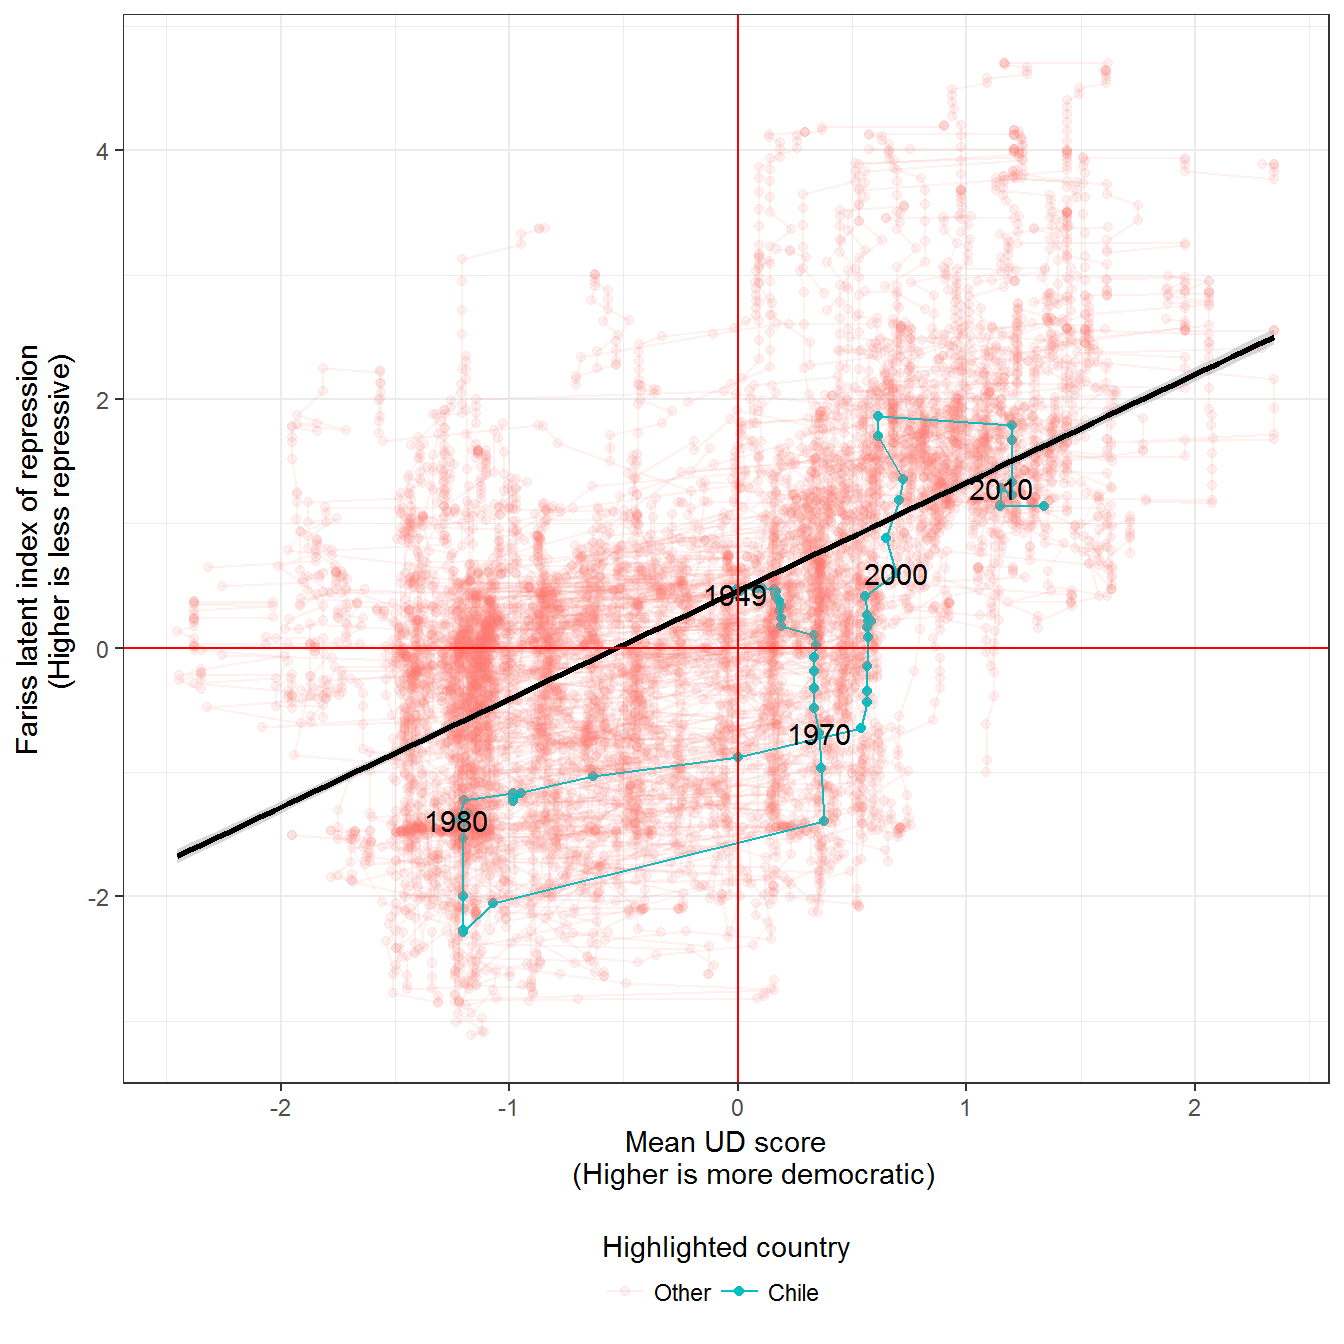 Fariss latent index of repression
(Higher is less repressive)
4
2
0
-2
1949
1970
1980
2000
2010
-2
-1
0
1
2
Mean UD score
(Higher is more democratic)
Highlighted country
Other
Chile